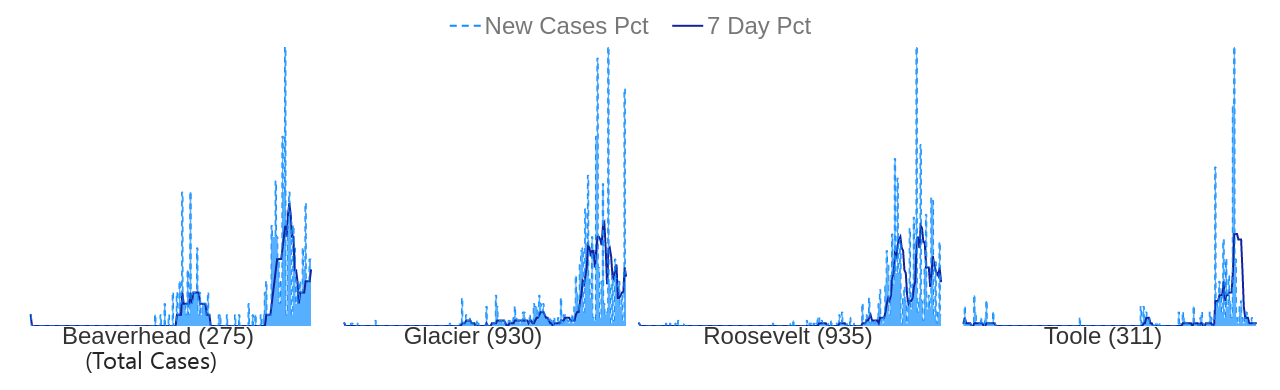 New Cases Pct 7 Day Pct
Beaverhead (275) Glacier (930) Roosevelt (935) Toole (311)
(Total Cases)